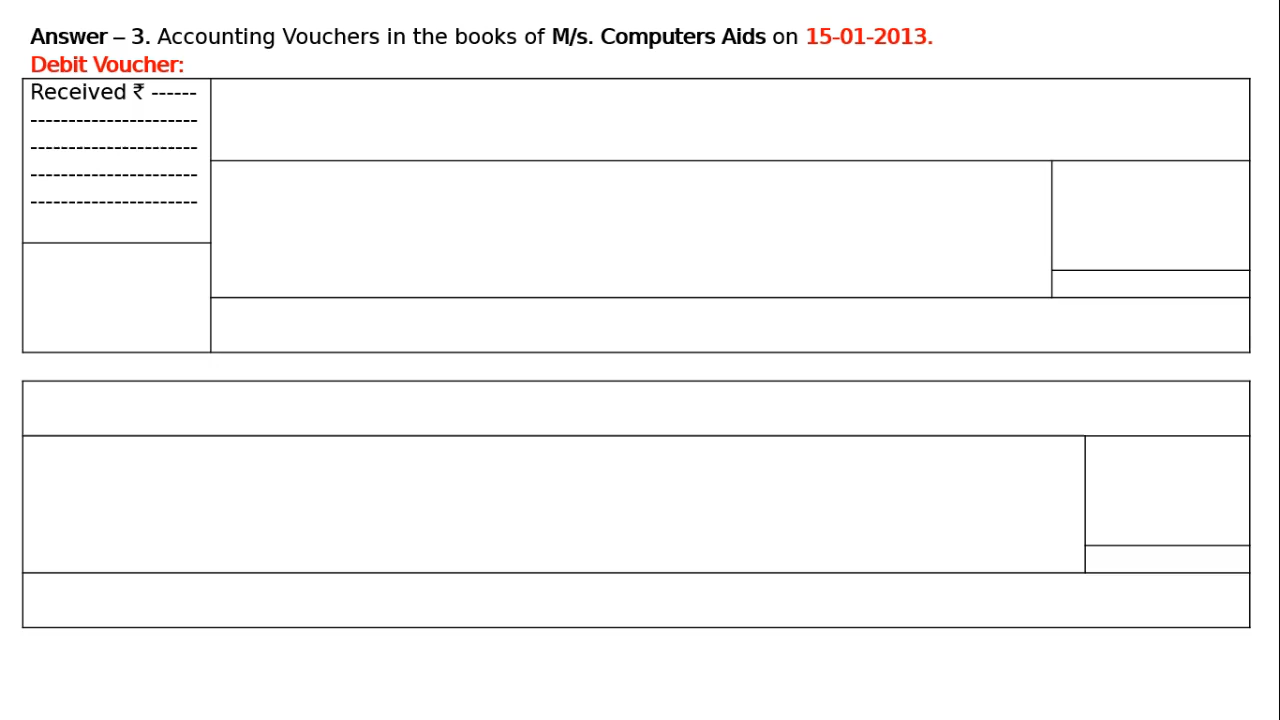 Answer – 3. Accounting Vouchers in the books of M/s. Computers Aids on 15-01-2013.
Debit Voucher:
Received ₹ ------
----------------------
----------------------
----------------------
----------------------